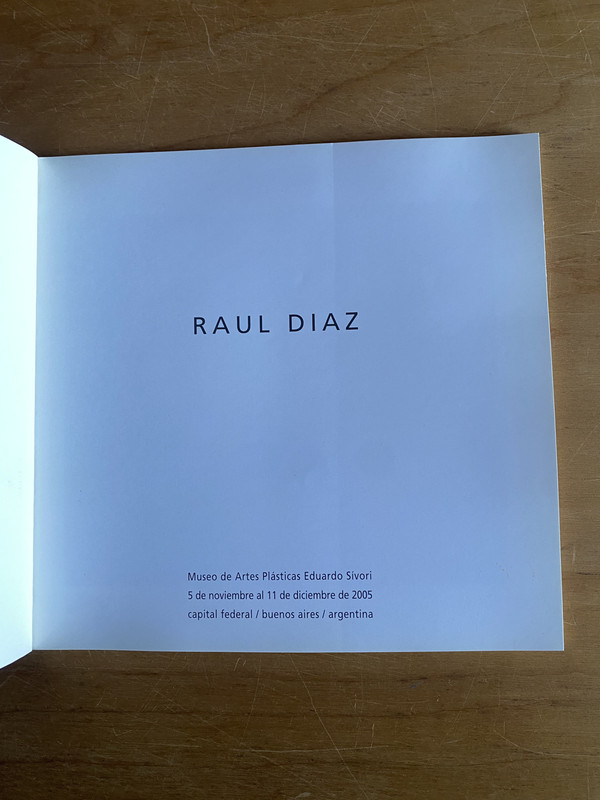 RAUL DIAZ
Museo de Artes Plásticas Eduardo Sívori
5 de noviembre al 11 de diciembre de 2005
capital federal / buenos aires / argentina